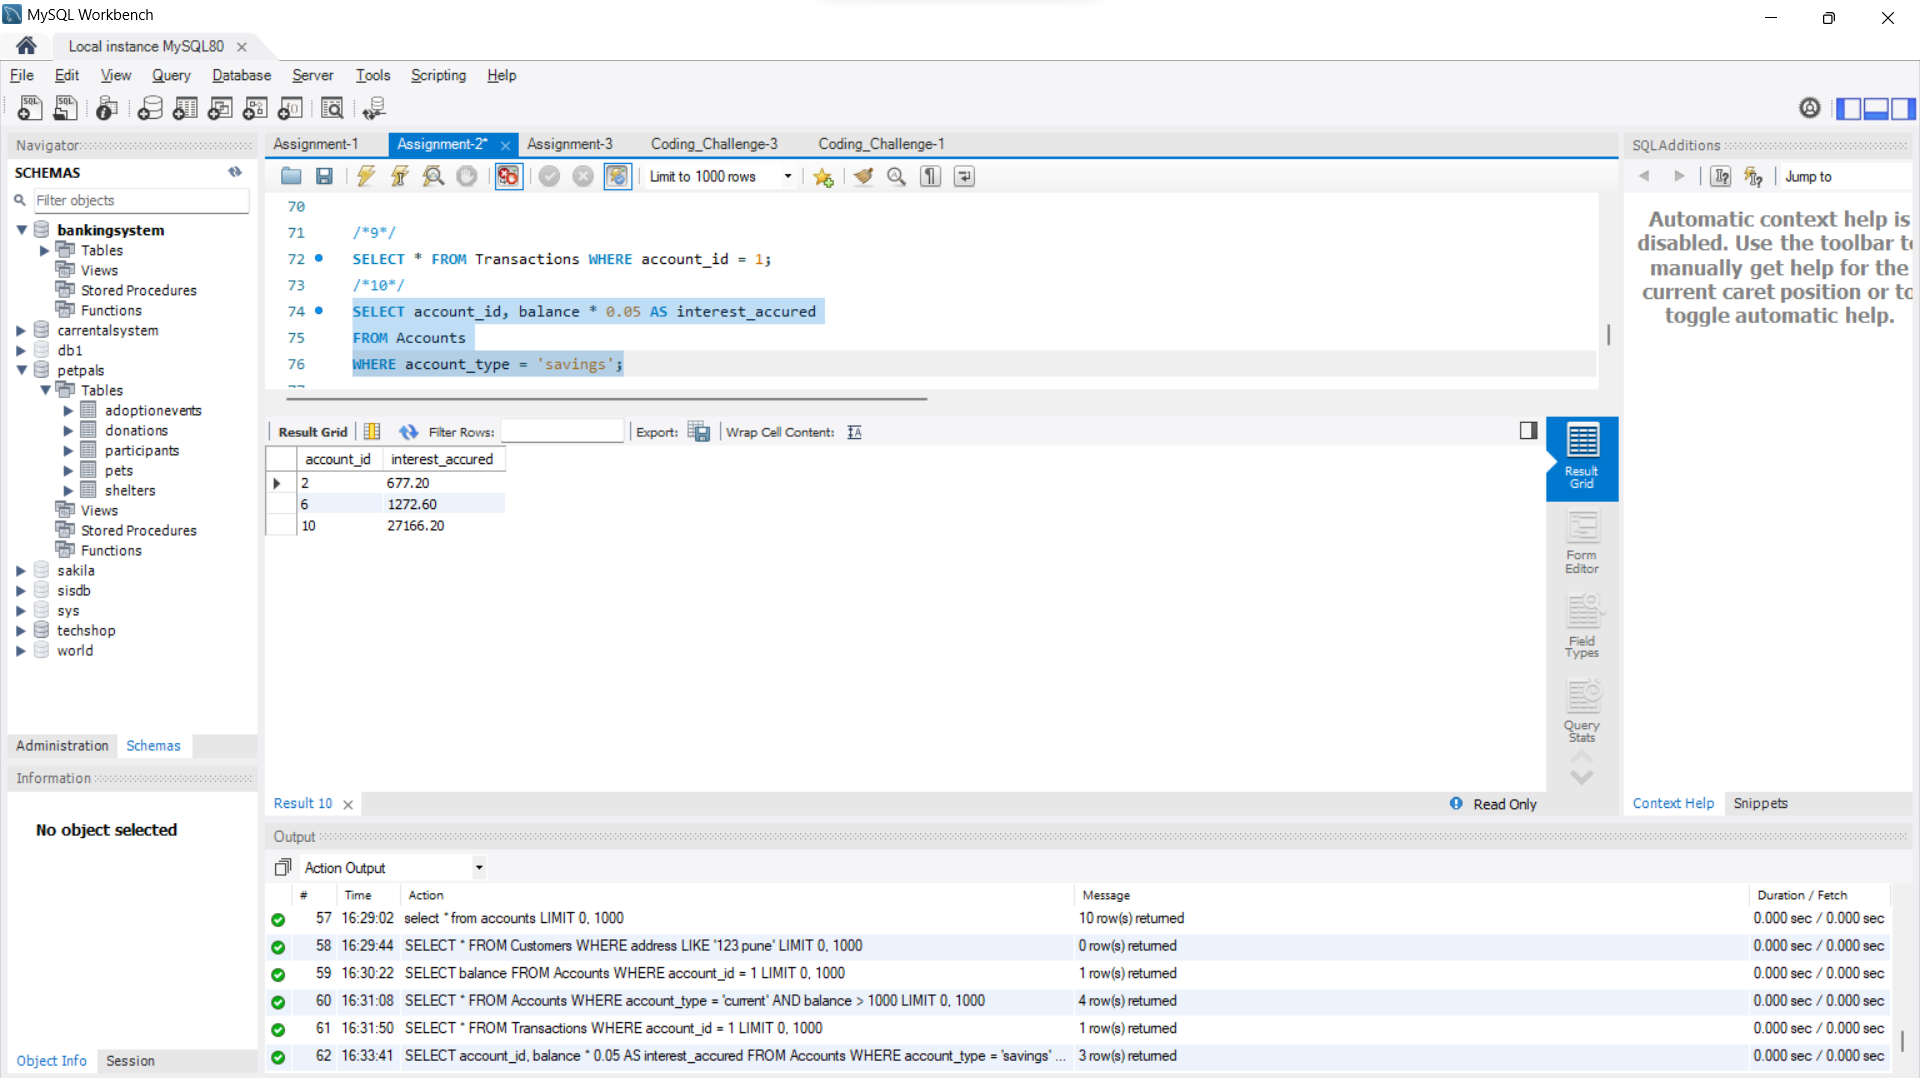 MySQL Workbench
Local instance MySQL80
File Edit View Query Database Server Tools Scripting Help
Navigator
SCHEMAS
Filter objects
bankingsystem
Tables
Views
Stored Procedures
Functions
carrentalsystem
db1
petpals
Tables
adoptionevents
donations
participants
pets
shelters
Views
Stored Procedures
Functions
sakila
sisdb
sys
techshop
world
Administration Schemas
Information
No object selected
Object Info Session
Assignment-1 Assignment-2* Assignment-3 Coding_Challenge-3 Coding_Challenge-1
Limit to 1000 rows
70
71 /*9*/
72 SELECT * FROM Transactions WHERE account_id = 1;
73 /*10*/
74 SELECT account_id, balance * 0.05 AS interest_accured
75 FROM Accounts
76 WHERE account_type = 'savings';
Result Grid Filter Rows: Export: Wrap Cell Content:
account_id interest_accured
2 677.20
6 1272.60
10 27166.20
Result Grid
Form Editor
Field Types
Query Stats
Result 10
Read Only
SQLAdditions
Jump to
Automatic context help is
disabled. Use the toolbar t
manually get help for the
current caret position or to
toggle automatic help.
Context Help Snippets
Output
Action Output
# Time Action Message Duration / Fetch
57 16:29:02 select * from accounts LIMIT 0, 1000 10 row(s) returned 0.000 sec / 0.000 sec
58 16:29:44 SELECT * FROM Customers WHERE address LIKE '123 pune' LIMIT 0, 1000 0 row(s) returned 0.000 sec / 0.000 sec
59 16:30:22 SELECT balance FROM Accounts WHERE account_id = 1 LIMIT 0, 1000 1 row(s) returned 0.000 sec / 0.000 sec
60 16:31:08 SELECT * FROM Accounts WHERE account_type = 'current' AND balance > 1000 LIMIT 0, 1000 4 row(s) returned 0.000 sec / 0.000 sec
61 16:31:50 SELECT * FROM Transactions WHERE account_id = 1 LIMIT 0, 1000 1 row(s) returned 0.000 sec / 0.000 sec
62 16:33:41 SELECT account_id, balance * 0.05 AS interest_accured FROM Accounts WHERE account_type = 'savings' ... 3 row(s) returned 0.000 sec / 0.000 sec